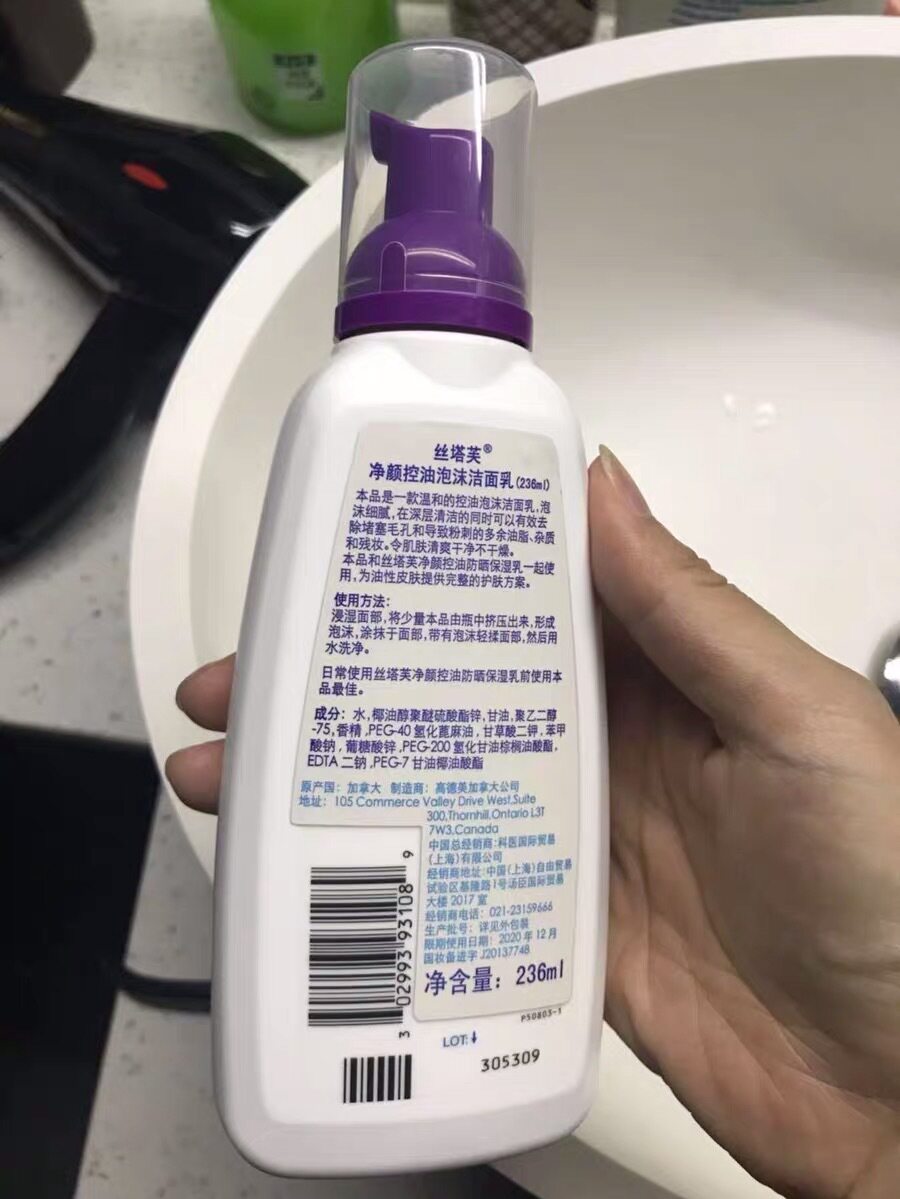 丝塔芙®
净颜控油泡沫洁面乳(236ml)
本品是一款温和的控油泡沫洁面乳,泡
沫细腻,在深层清洁的同时可以有效去
除堵塞毛孔和导致粉刺的多余油脂、杂质
和残妆。令肌肤清爽干净不干燥。
本品和丝塔芙净颜控油防晒保湿乳一起使
用,为油性皮肤提供完整的护肤方案。
使用方法:
浸湿面部,将少量本品由瓶中挤压出来,形成
泡沫,涂抹于面部,带有泡沫轻揉面部,然后用
水洗净。
日常使用丝塔芙净颜控油防晒保湿乳前使用本
品最佳。
成分: 水,椰油醇聚醚硫酸酯锌,甘油,聚乙二醇
-75,香精,PEG-40 氢化蓖麻油,甘草酸二钾,苯甲
酸钠,葡糖酸锌,PEG-200 氢化甘油棕榈油酸酯,
EDTA 二钠,PEG-7 甘油椰油酸酯
原产国: 加拿大 制造商: 高德美加拿大公司
地址: 105 Commerce Valley Drive West,Suite
300,Thornhill,Ontario L3T
7W3,Canada
中国总经销商:科医国际贸易
(上海)有限公司
经销商地址:中国(上海)自由贸易
试验区基隆路1号汤臣国际贸易
大楼 2017 室
经销商电话: 021-23159666
生产批号: 详见外包装
限期使用日期: 2020 年 12 月
国妆备进字 J20137748
净含量: 236ml
3 02993 93108 9
P50803-1
LOT:
305309